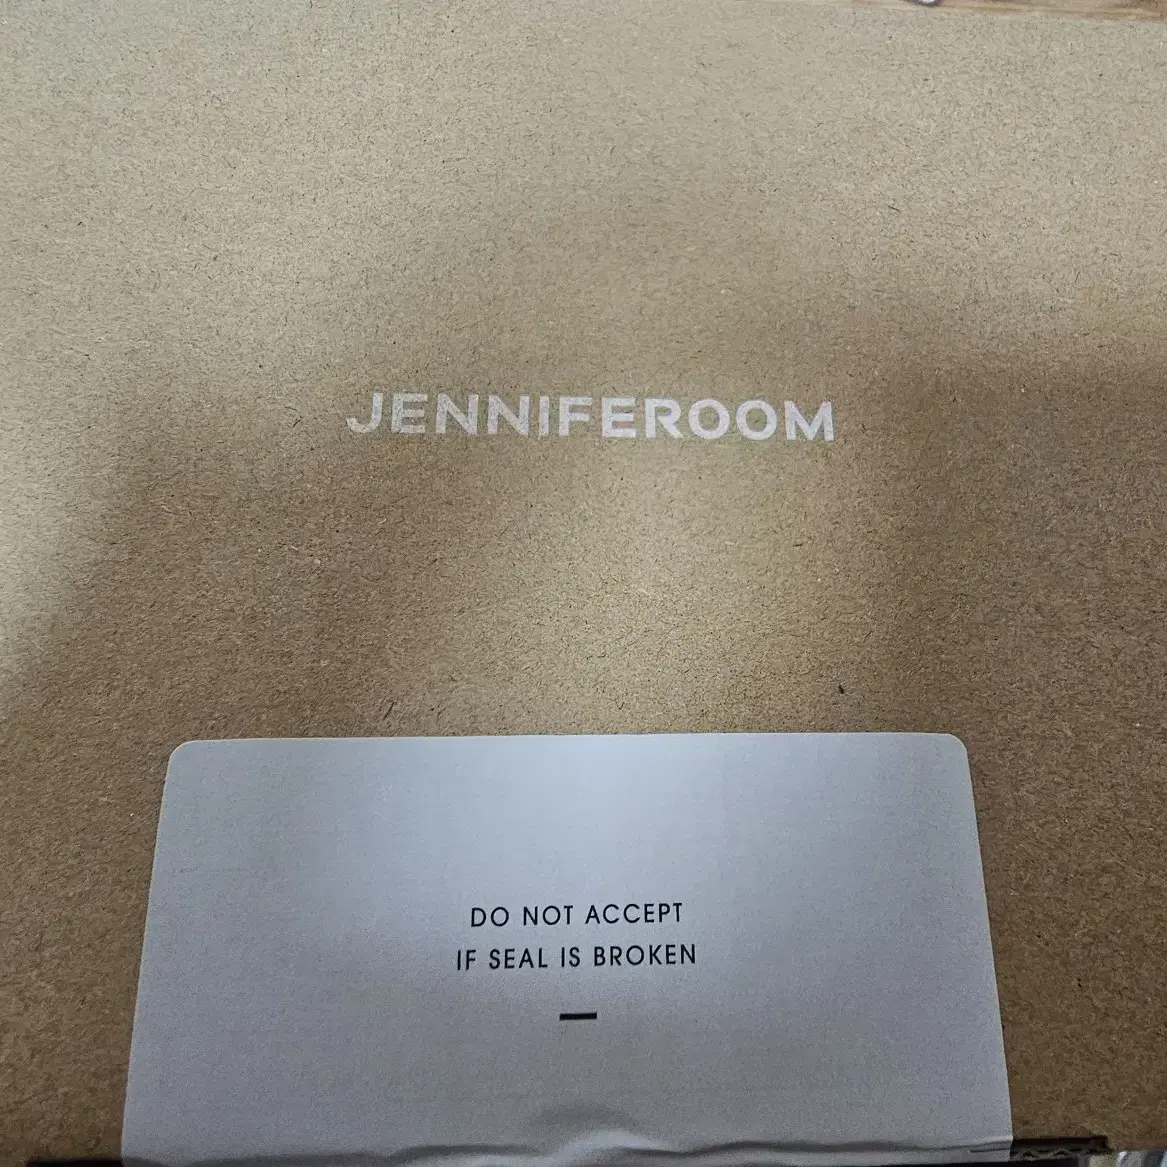 JENNIFEROOM
DO NOT ACCEPT
IF SEAL IS BROKEN